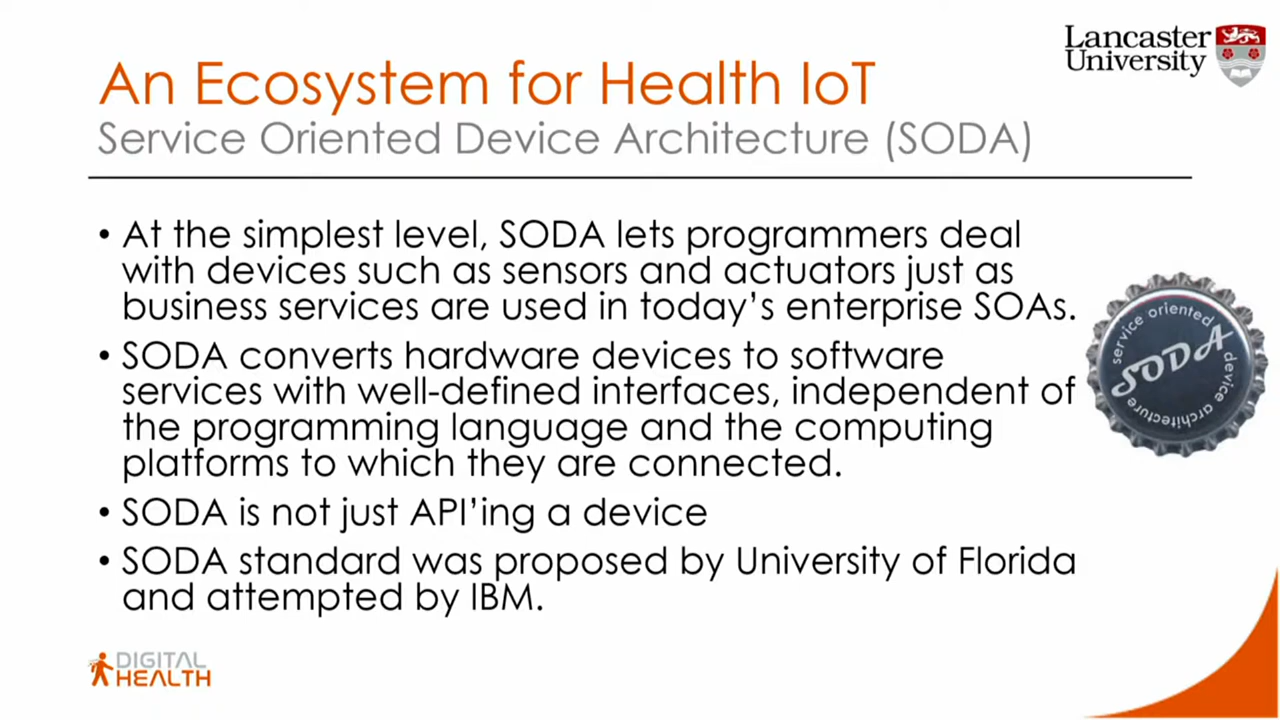 Lancaster
University
An Ecosystem for Health IoT
Service Oriented Device Architecture (SODA)
• At the simplest level, SODA lets programmers deal
with devices such as sensors and actuators just as
business services are used in today's enterprise SOAs.
• SODA converts hardware devices to software
services with well-defined interfaces, independent of
the programming language and the computing
platforms to which they are connected.
service oriented
SODA
device architecture
• SODA is not just API'ing a device
• SODA standard was proposed by University of Florida
and attempted by IBM.
DIGITAL
HEALTH